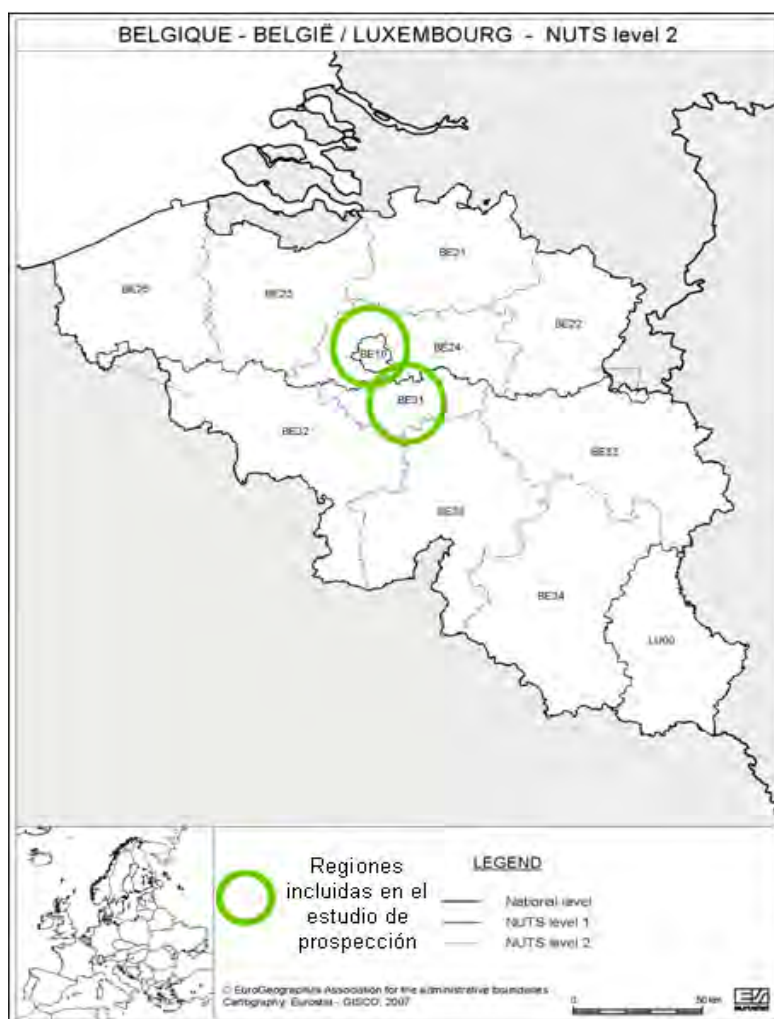 BELGIQUE - BELGIË / LUXEMBOURG - NUTS level 2
BE21
BE25
BE23
BE22
BE10
BE24
BE31
BE32
BE33
BE35
BE34
LU00
Regiones
incluidas en el
estudio de
prospección
LEGEND
National level
NUTS level 1
NUTS level 2
© EuroGeographics Association for the administrative boundaries
Cartography: Eurostat - GISCO, 2007
0
50 km